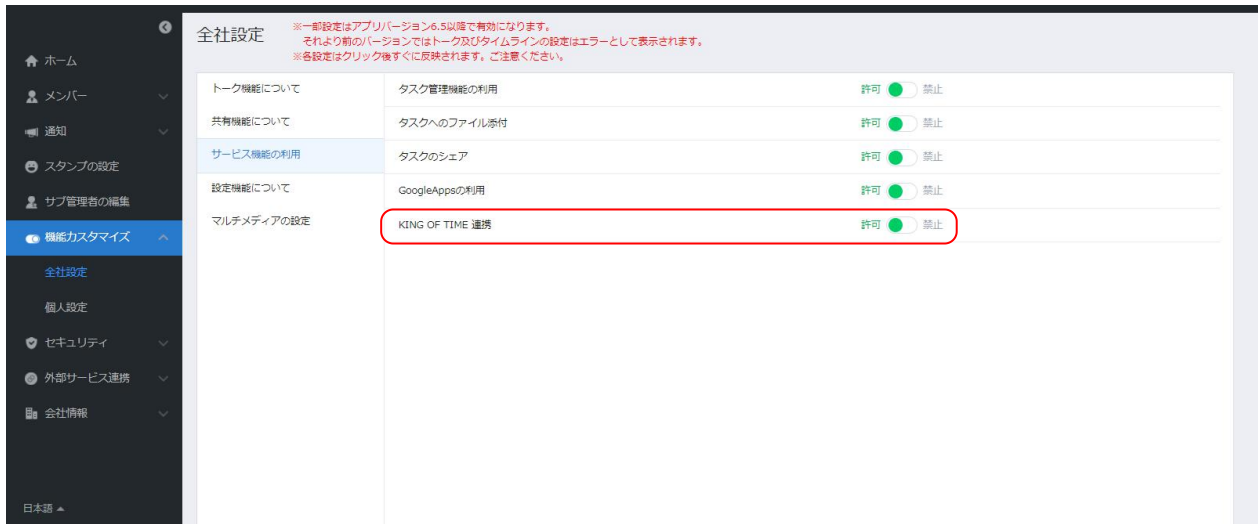 全社設定
※一部設定はアプリバージョン6.5以降で有効になります。
それより前のバージョンではトーク及びタイムラインの設定はエラーとして表示されます。
※各設定はクリック後すぐに反映されます。ご注意ください。
ホーム
メンバー
通知
スタンプの設定
サブ管理者の編集
機能カスタマイズ
全社設定
個人設定
セキュリティ
外部サービス連携
会社情報
日本語
トーク機能について
共有機能について
サービス機能の利用
設定機能について
マルチメディアの設定
タスク管理機能の利用 許可 禁止
タスクへのファイル添付 許可 禁止
タスクのシェア 許可 禁止
GoogleAppsの利用 許可 禁止
KING OF TIME 連携 許可 禁止